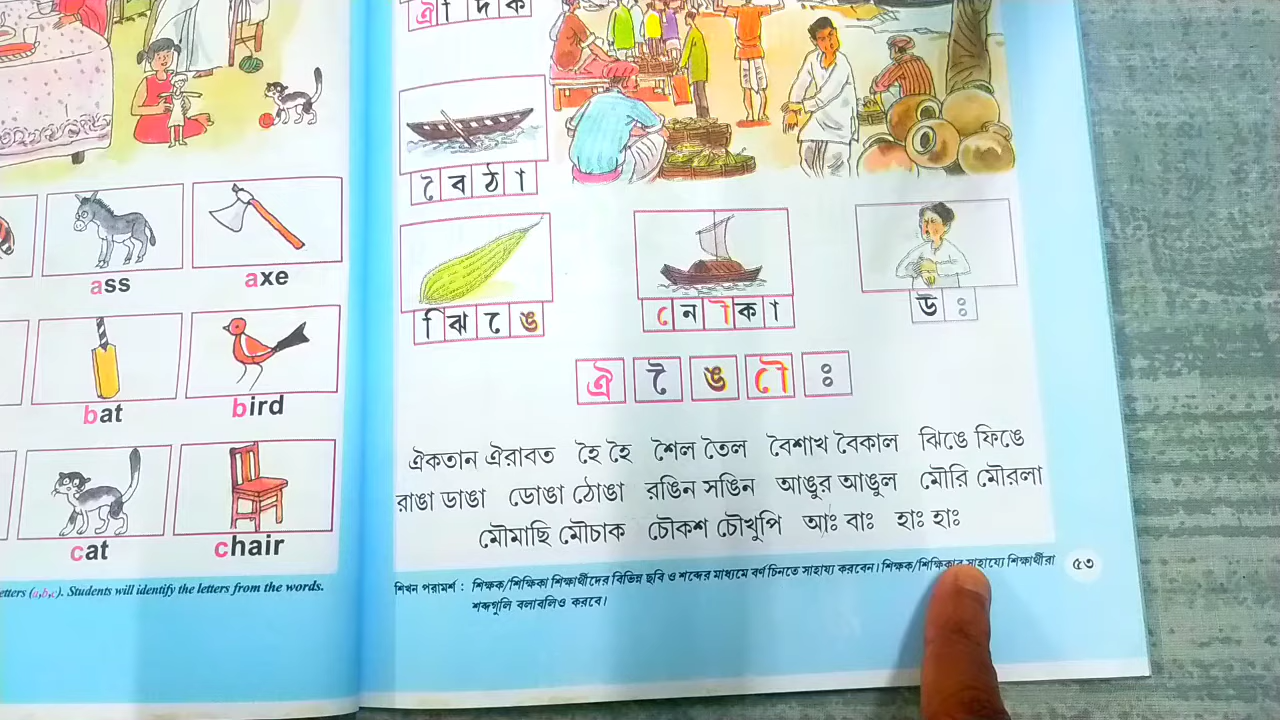 ass
axe
bat
bird
cat
chair
etters (a,b,c). Students will identify the letters from the words.
ঐ দি ক
বৈ ঠা
ঝি ঙে
নৌ কা
উ ঃ
ঐ ৈ ঙ ৌ ঃ
ঐকতান ঐরাবত হৈ হৈ শৈল তৈল বৈশাখ বৈকাল ঝিঙে ফিঙে
রাঙা ডাঙা ডোঙা ঠোঙা রঙিন সঙিন আঙুর আঙুল মৌরি মৌরলা
মৌমাছি মৌচাক চৌকশ চৌখুপি আঃ বাঃ হাঃ হাঃ
শিখন পরামর্শ : শিক্ষক/শিক্ষিকা শিক্ষার্থীদের বিভিন্ন ছবি ও শব্দের মাধ্যমে বর্ণ চিনতে সাহায্য করবেন। শিক্ষক/শিক্ষিকার সাহায্যে শিক্ষার্থীরা
শব্দগুলি বলাবলিও করবে।
৫৩